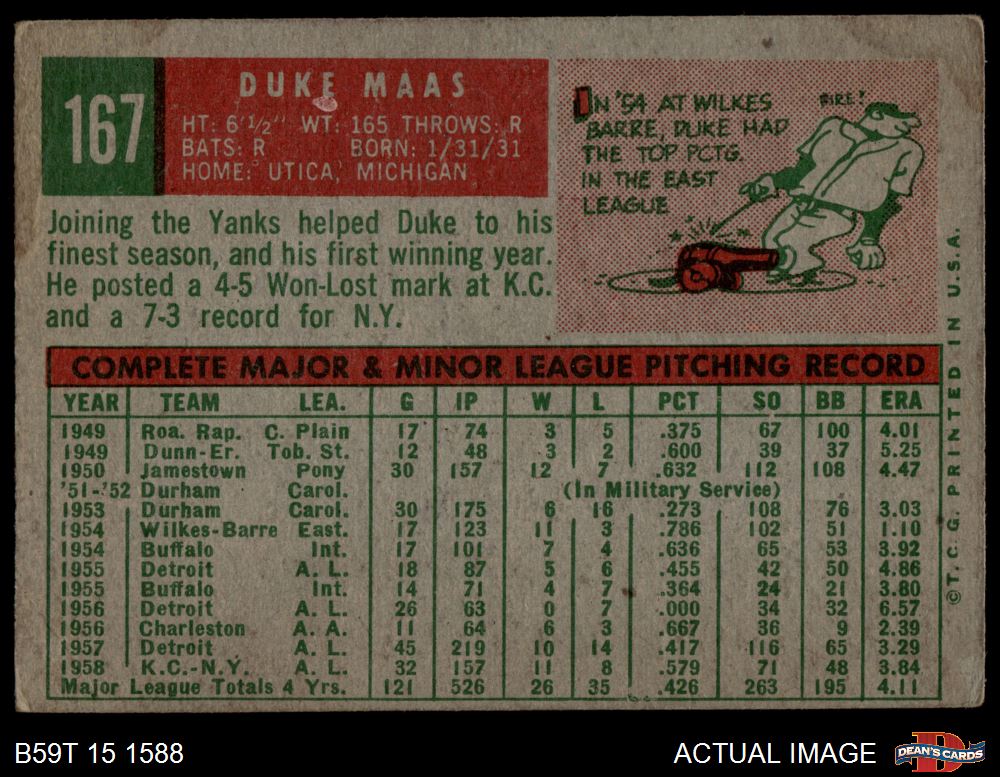 167
DUKE MAAS
HT: 6'1/2" WT: 165 THROWS: R
BATS: R BORN: 1/31/31
HOME: UTICA, MICHIGAN
IN '54 AT WILKES
BARRE, DUKE HAD
THE TOP PCTG.
IN THE EAST
LEAGUE
FIRE!
Joining the Yanks helped Duke to his
finest season, and his first winning year.
He posted a 4-5 Won-Lost mark at K.C.
and a 7-3 record for N.Y.
COMPLETE MAJOR & MINOR LEAGUE PITCHING RECORD
YEAR TEAM LEA. G IP W L PCT SO BB ERA
1949 Roa. Rap. C. Plain 17 74 3 5 .375 67 100 4.01
1949 Dunn-Er. Tob. St. 12 48 3 2 .600 39 37 5.25
1950 Jamestown Pony 30 157 12 7 .632 112 108 4.47
'51-'52 Durham Carol. (In Military Service)
1953 Durham Carol. 30 175 6 16 .273 108 76 3.03
1954 Wilkes-Barre East. 17 123 11 3 .786 102 51 1.10
1954 Buffalo Int. 17 101 7 4 .636 65 53 3.92
1955 Detroit A. L. 18 87 5 6 .455 42 50 4.86
1955 Buffalo Int. 14 71 4 7 .364 24 21 3.80
1956 Detroit A. L. 26 63 0 7 .000 34 32 6.57
1956 Charleston A. A. 11 64 6 3 .667 36 9 2.39
1957 Detroit A. L. 45 219 10 14 .417 116 65 3.29
1958 K.C.-N.Y. A. L. 32 157 11 8 .579 71 48 3.84
Major League Totals 4 Yrs. 121 526 26 35 .426 263 195 4.11
©T. C. G. PRINTED IN U.S.A.
B59T 15 1588
ACTUAL IMAGE
D
DEAN'S CARDS